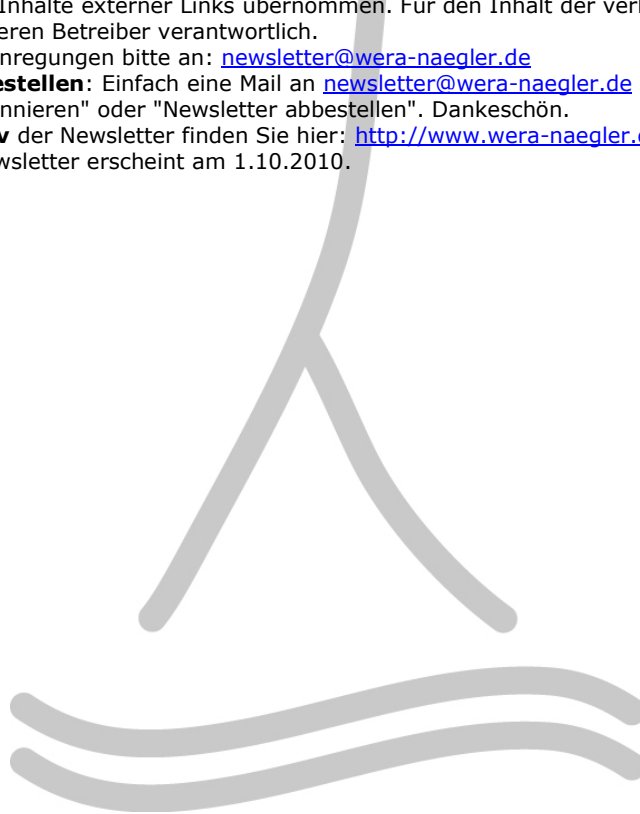 Inhalte externer Links übernommen. Für den Inhalt der
eren Betreiber verantwortlich.
nregungen bitte an: newsletter@wera-naegler.de
estellen: Einfach eine Mail an newsletter@wera-naegler.de
nnieren" oder "Newsletter abbestellen". Dankeschön.
v der Newsletter finden Sie hier: http://www.wera-naegler.
wsletter erscheint am 1.10.2010.